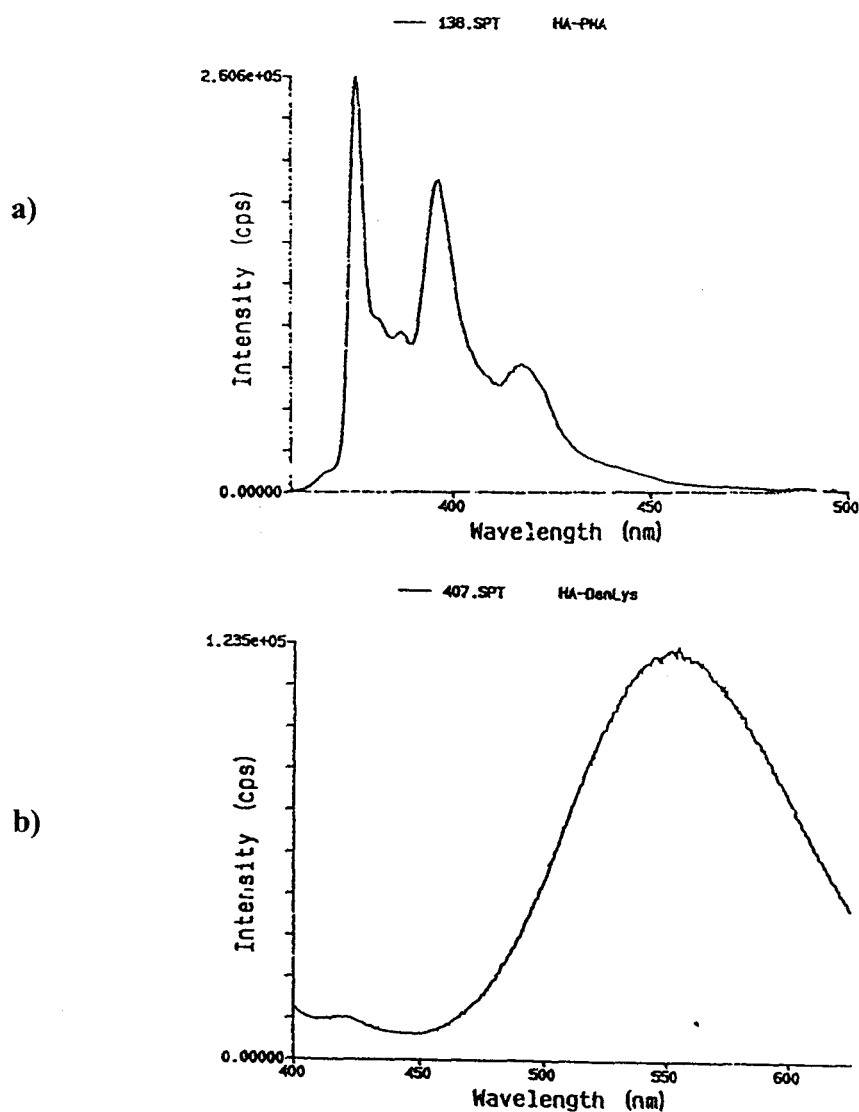 138.SPT HA-PMA
2.606e+05
a)
Intensity (cps)
0.00000
400 450 500
Wavelength (nm)
407.SPT HA-DanLys
1.235e+05
b)
Intensity (cps)
0.00000
400 450 500 550 600
Wavelength (nm)